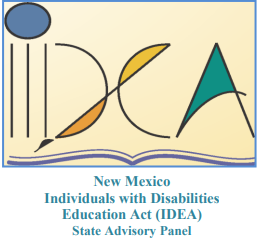 IDEA
New Mexico
Individuals with Disabilities
Education Act (IDEA)
State Advisory Panel